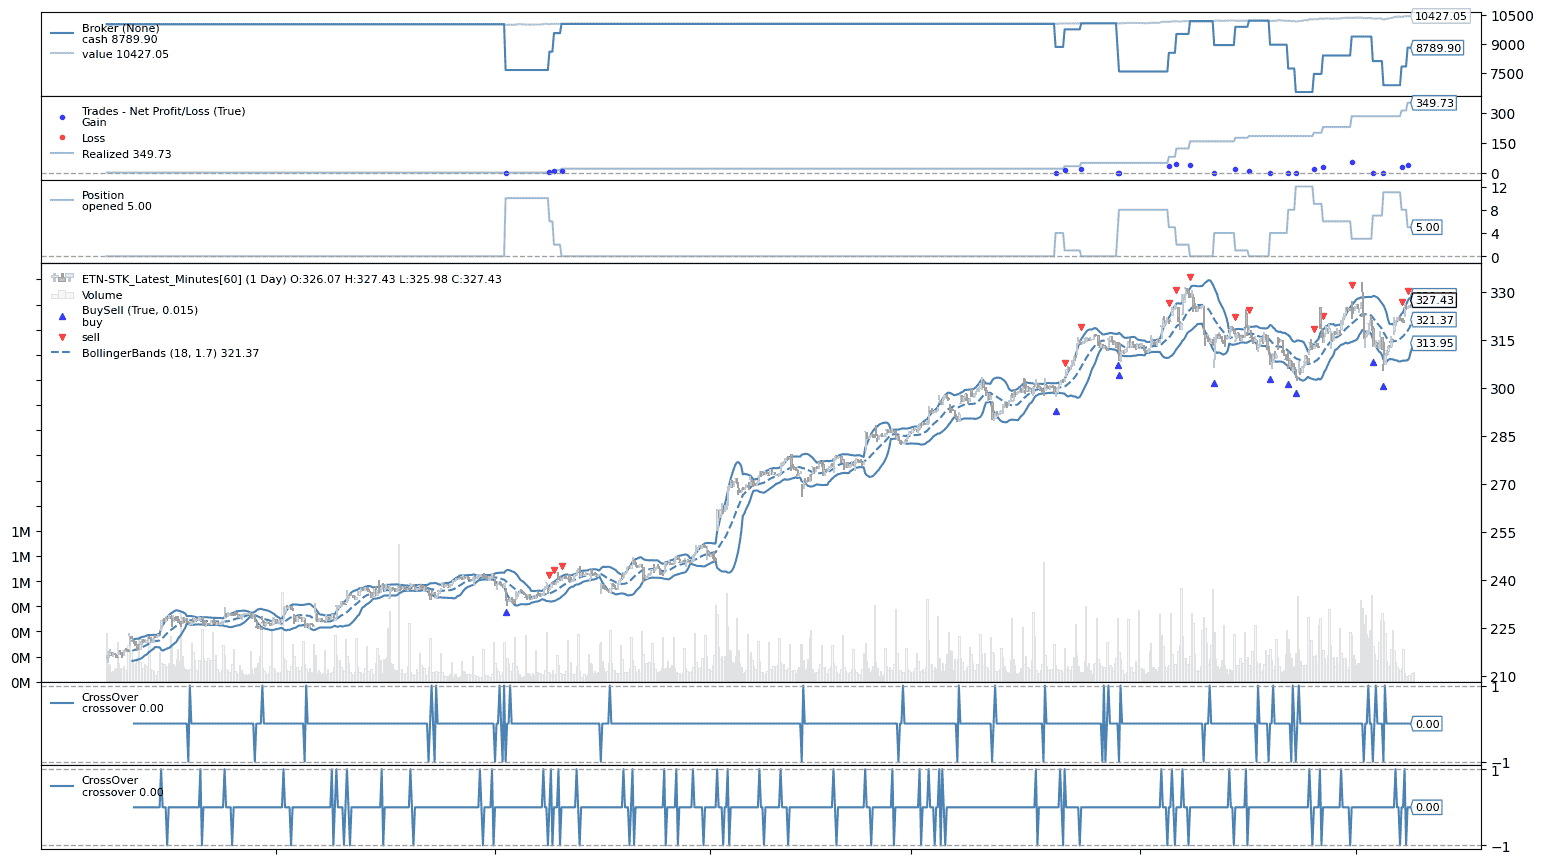 Broker (None)
cash 8789.90
value 10427.05
10500
9000
7500
10427.05
8789.90
Trades - Net Profit/Loss (True)
Gain
Loss
Realized 349.73
300
150
0
349.73
Position
opened 5.00
12
8
4
0
5.00
ETN-STK_Latest_Minutes[60] (1 Day) O:326.07 H:327.43 L:325.98 C:327.43
Volume
BuySell (True, 0.015)
buy
sell
BollingerBands (18, 1.7) 321.37
330
315
300
285
270
255
240
225
210
327.43
321.37
313.95
1M
1M
1M
0M
0M
0M
0M
CrossOver
crossover 0.00
1
−1
0.00
CrossOver
crossover 0.00
1
−1
0.00